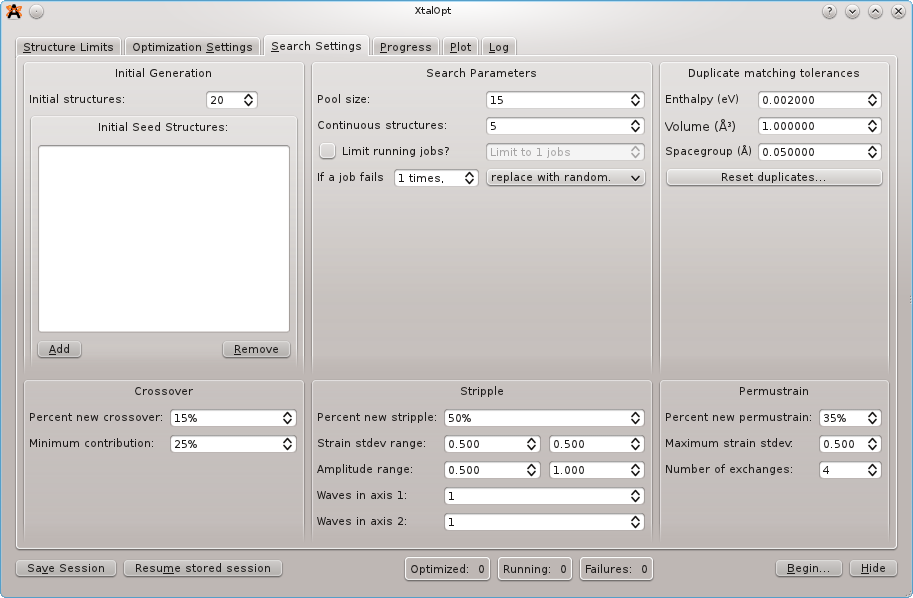 XtalOpt
Structure Limits Optimization Settings Search Settings Progress Plot Log
Initial Generation
Initial structures: 20
Initial Seed Structures:
Add Remove
Search Parameters
Pool size: 15
Continuous structures: 5
Limit running jobs? Limit to 1 jobs
If a job fails 1 times, replace with random.
Duplicate matching tolerances
Enthalpy (eV) 0.002000
Volume (Å³) 1.000000
Spacegroup (Å) 0.050000
Reset duplicates...
Crossover
Percent new crossover: 15%
Minimum contribution: 25%
Stripple
Percent new stripple: 50%
Strain stdev range: 0.500 0.500
Amplitude range: 0.500 1.000
Waves in axis 1: 1
Waves in axis 2: 1
Permustrain
Percent new permustrain: 35%
Maximum strain stdev: 0.500
Number of exchanges: 4
Save Session Resume stored session Optimized: 0 Running: 0 Failures: 0 Begin... Hide